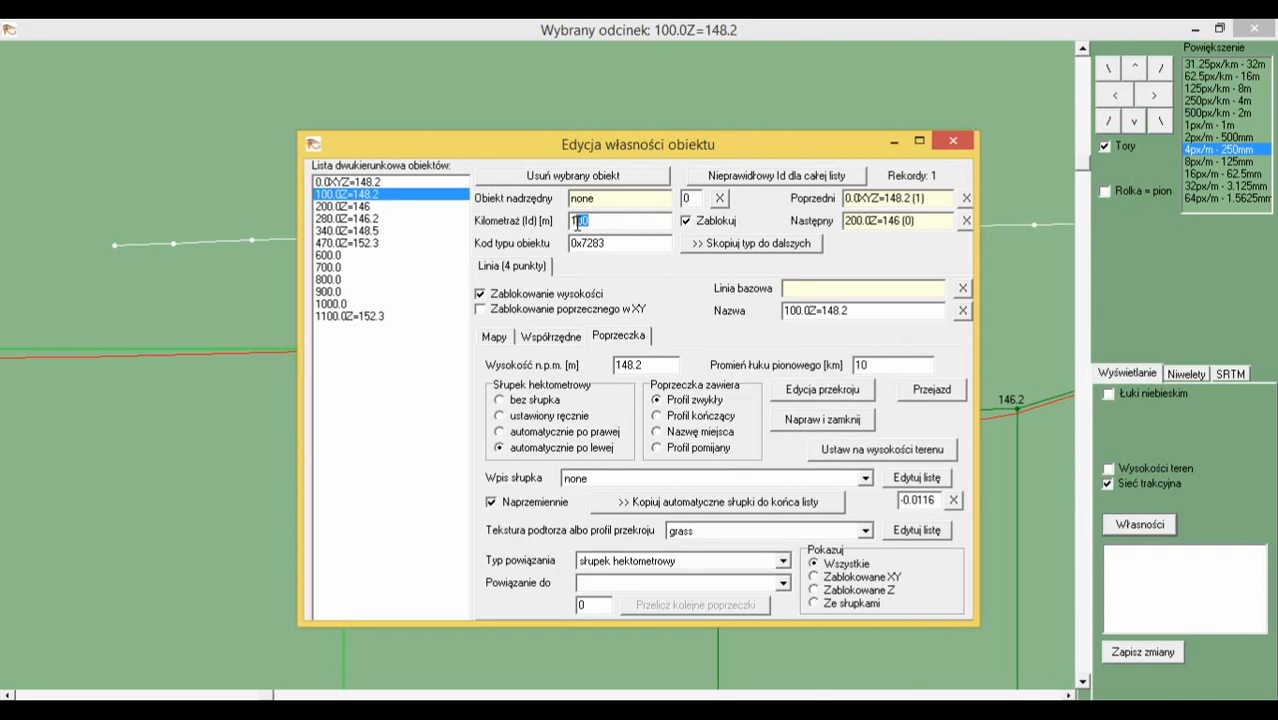 Wybrany odcinek: 100.0Z=148.2
Powiększenie
31.25px/km - 32m
62.5px/km - 16m
125px/km - 8m
250px/km - 4m
500px/km - 2m
1px/m - 1m
2px/m - 500mm
4px/m - 250mm
8px/m - 125mm
16px/m - 62.5mm
32px/m - 3.125mm
64px/m - 1.5625mm
Tory
Rolka = pion
Edycja własności obiektu
Lista dwukierunkowa obiektów:
0.0XYZ=148.2
100.0Z=148.2
200.0Z=146
280.0Z=146.2
340.0Z=148.5
470.0Z=152.3
600.0
700.0
800.0
900.0
1000.0
1100.0Z=152.3
Usuń wybrany obiekt
Nieprawidłowy Id dla całej listy
Rekordy: 1
Obiekt nadrzędny none 0 X Poprzedni 0.0XYZ=148.2 (1) X
Kilometraż (Id) [m] Zablokuj Następny 200.0Z=146 (0) X
Kod typu obiektu 0x7283 >> Skopiuj typ do dalszych
Linia (4 punkty)
Zablokowanie wysokości
Zablokowanie poprzecznego w XY
Linia bazowa X
Nazwa 100.0Z=148.2 X
Mapy Współrzędne Poprzeczka
Wysokość n.p.m. [m] 148.2 Promień łuku pionowego [km] 10
Słupek hektometrowy
bez słupka
ustawiony ręcznie
automatycznie po prawej
automatycznie po lewej
Poprzeczka zawiera
Profil zwykły
Profil kończący
Nazwę miejsca
Profil pomijany
Edycja przekroju Przejazd
Napraw i zamknij
Ustaw na wysokości terenu
Wpis słupka none Edytuj listę
Naprzemiennie >> Kopiuj automatyczne słupki do końca listy -0.0116 X
Tekstura podtorza albo profil przekroju grass Edytuj listę
Typ powiązania słupek hektometrowy
Powiązanie do
0 Przelicz kolejne poprzeczki
Pokazuj
Wszystkie
Zablokowane XY
Zablokowane Z
Ze słupkami
146.2
Wyświetlanie Niwelety SRTM
Łuki niebieskim
Wysokości teren
Sieć trakcyjna
Własności
Zapisz zmiany